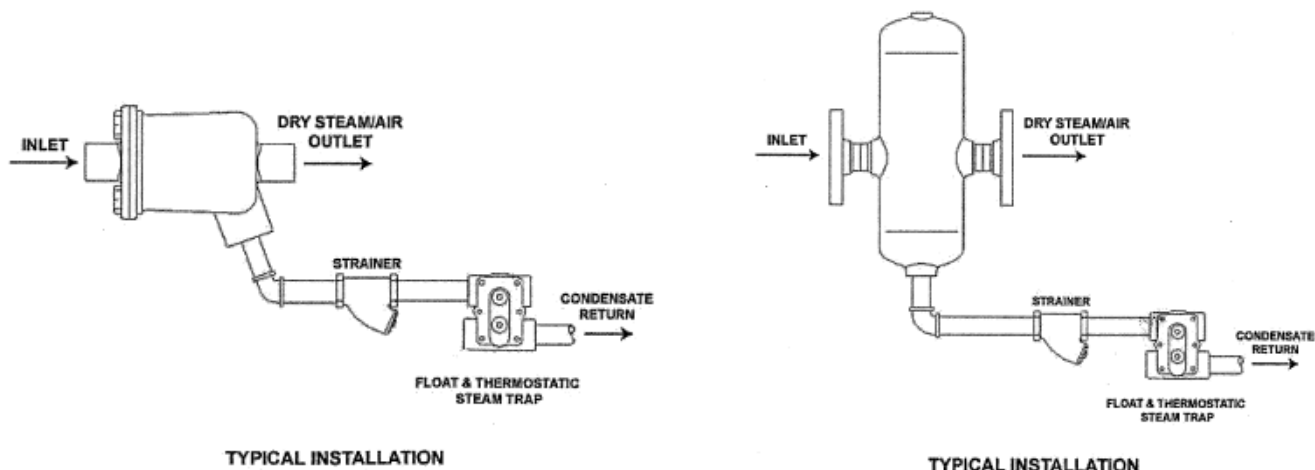 INLET
DRY STEAM/AIR
OUTLET
STRAINER
CONDENSATE
RETURN
FLOAT & THERMOSTATIC
STEAM TRAP
TYPICAL INSTALLATION
INLET
DRY STEAM/AIR
OUTLET
STRAINER
CONDENSATE
RETURN
FLOAT & THERMOSTATIC
STEAM TRAP
TYPICAL INSTALLATION